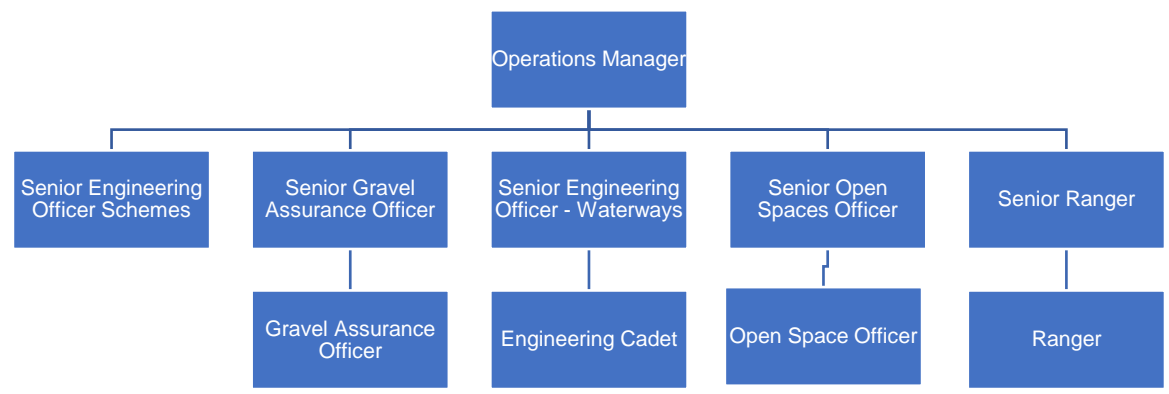 Operations Manager
Senior Engineering
Officer Schemes
Senior Gravel
Assurance Officer
Senior Engineering
Officer - Waterways
Senior Open
Spaces Officer
Senior Ranger
Gravel Assurance
Officer
Engineering Cadet
Open Space Officer
Ranger